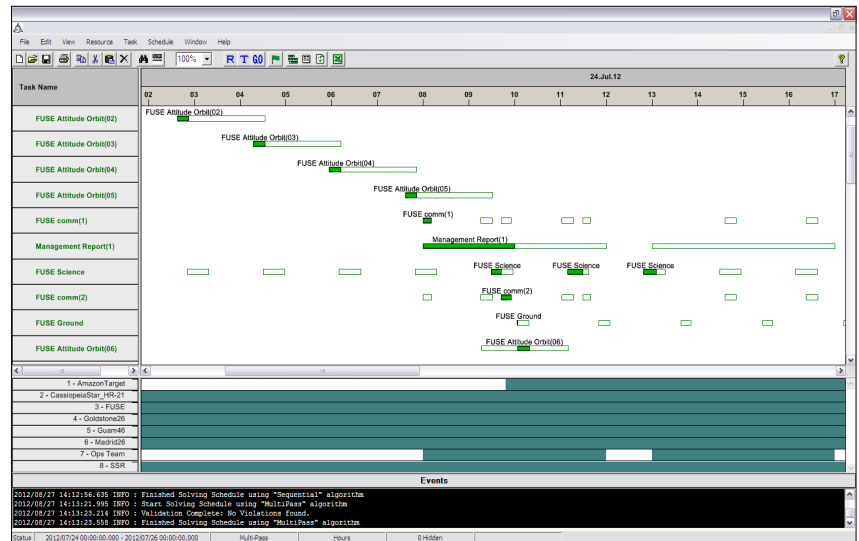 File Edit View Resource Task Schedule Window Help
100% R T GO
Task Name
24.Jul.12
02 03 04 05 06 07 08 09 10 11 12 13 14 15 16 17
FUSE Attitude Orbit(02)
FUSE Attitude Orbit(02)
FUSE Attitude Orbit(03)
FUSE Attitude Orbit(03)
FUSE Attitude Orbit(04)
FUSE Attitude Orbit(04)
FUSE Attitude Orbit(05)
FUSE Attitude Orbit(05)
FUSE comm(1)
FUSE comm(1)
Management Report(1)
Management Report(1)
FUSE Science
FUSE Science FUSE Science FUSE Science
FUSE comm(2)
FUSE comm(2)
FUSE Ground
FUSE Ground
FUSE Attitude Orbit(06)
FUSE Attitude Orbit(06)
1 - AmazonTarget
2 - CassiopeiaStar_HR-21
3 - FUSE
4 - Goldstone26
5 - Guam46
6 - Madrid26
7 - Ops Team
8 - SSR
Events
2012/08/27 14:12:56.635 INFO : Finished Solving Schedule using "Sequential" algorithm
2012/08/27 14:13:21.995 INFO : Start Solving Schedule using "MultiPass" algorithm
2012/08/27 14:13:23.214 INFO : Validation Complete: No Violations found.
2012/08/27 14:13:23.558 INFO : Finished Solving Schedule using "MultiPass" algorithm
Status 2012/07/24 00:00:00.000 - 2012/07/26 00:00:00.000 Multi-Pass Hours 0 Hidden